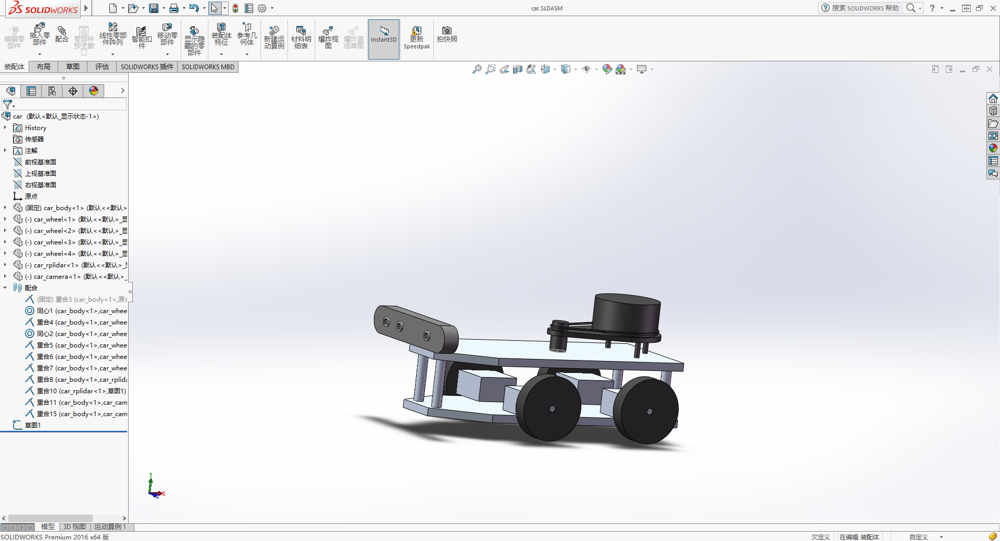 SOLIDWORKS
car.SLDASM
搜索 SOLIDWORKS 帮助
编辑零部件
插入零部件
配合
零部件预览窗口
线性零部件阵列
智能扣件
移动零部件
显示隐藏的零部件
装配体特征
参考几何体
新建运动算例
材料明细表
爆炸视图
爆炸直线草图
Instant3D
更新 Speedpak
拍快照
装配体
布局
草图
评估
SOLIDWORKS 插件
SOLIDWORKS MBD
car (默认<默认_显示状态-1>)
History
传感器
注解
前视基准面
上视基准面
右视基准面
原点
(固定) car_body<1> (默认<<默认>
(-) car_wheel<1> (默认<<默认>_显
(-) car_wheel<2> (默认<<默认>_显
(-) car_wheel<3> (默认<<默认>_显
(-) car_wheel<4> (默认<<默认>_显
(-) car_rplidar<1> (默认<<默认>_
(-) car_camera<1> (默认<<默认>_
配合
(固定) 重合3 (car_body<1>,原点
同心1 (car_body<1>,car_whee
重合4 (car_body<1>,car_whee
同心2 (car_body<1>,car_whee
重合5 (car_body<1>,car_whee
重合6 (car_body<1>,car_whee
重合7 (car_body<1>,car_whee
重合8 (car_body<1>,car_rplida
重合10 (car_rplidar<1>,草图1)
重合11 (car_body<1>,car_cam
重合15 (car_body<1>,car_cam
草图1
Y
X
Z
模型
3D 视图
运动算例 1
SOLIDWORKS Premium 2016 x64 版
欠定义
在编辑 装配体
自定义